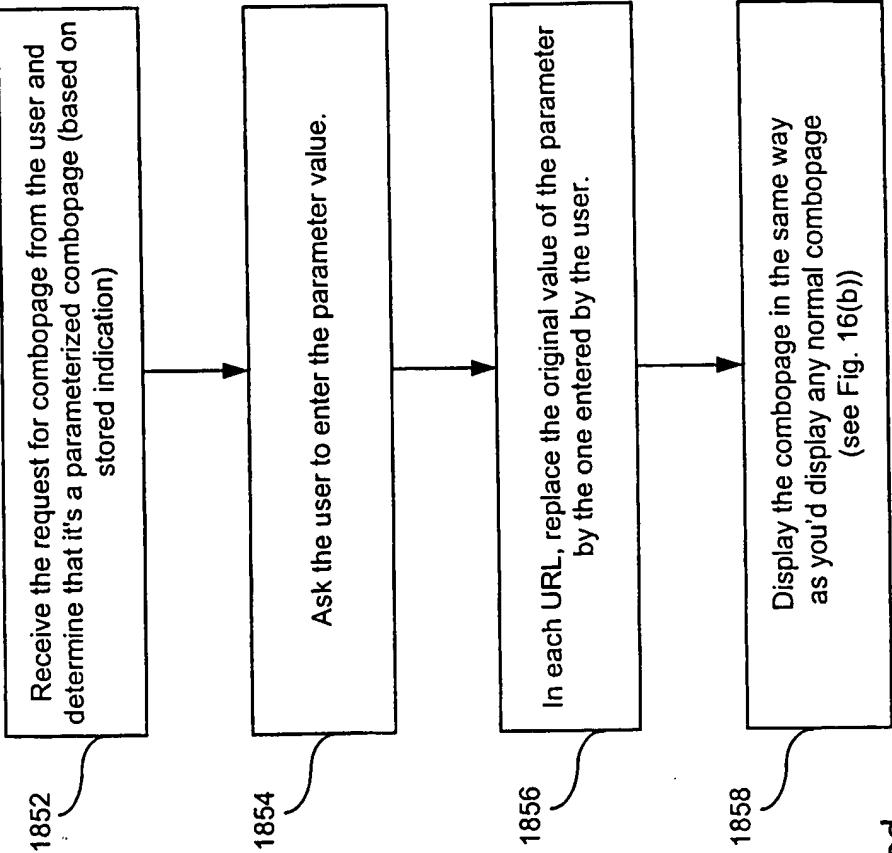 1852
Receive the request for combopage from the user and
determine that it's a parameterized combopage (based on
stored indication)
1854
Ask the user to enter the parameter value.
1856
In each URL, replace the original value of the parameter
by the one entered by the user.
1858
Display the combopage in the same way
as you'd display any normal combopage
(see Fig. 16(b))